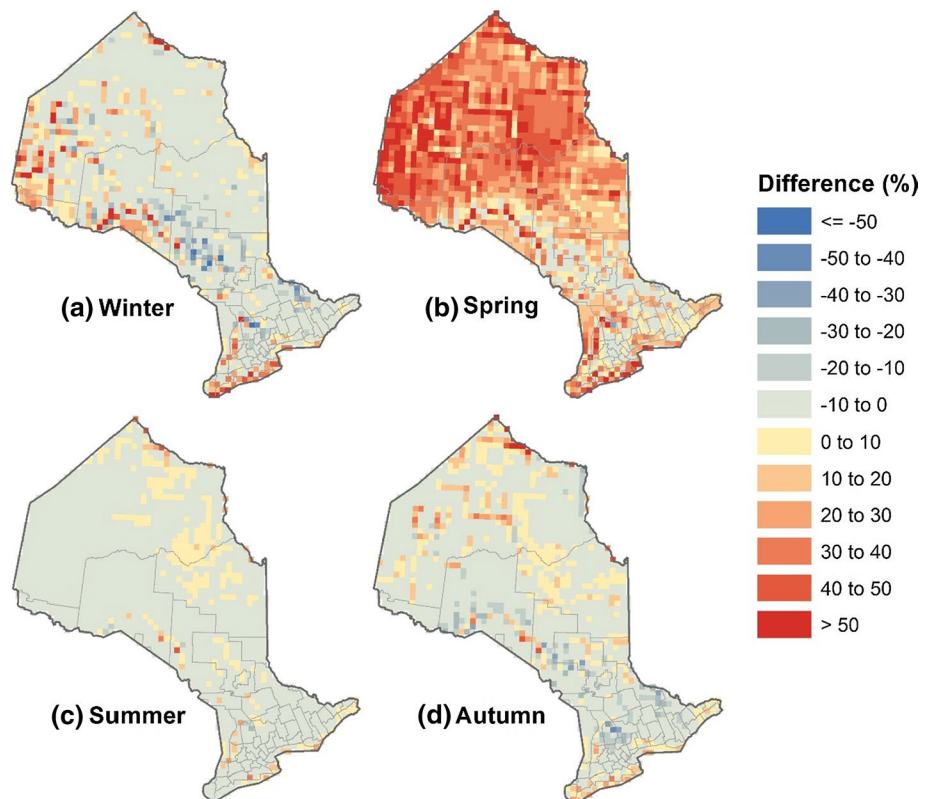 (a) Winter
(b) Spring
(c) Summer
(d) Autumn
Difference (%)
<= -50
-50 to -40
-40 to -30
-30 to -20
-20 to -10
-10 to 0
0 to 10
10 to 20
20 to 30
30 to 40
40 to 50
> 50